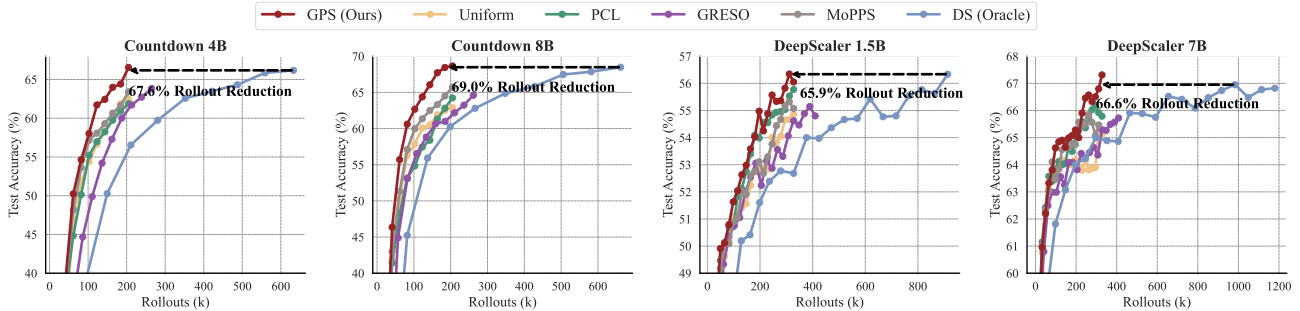 GPS (Ours) Uniform PCL GRESO MoPPS DS (Oracle)
Countdown 4B
Test Accuracy (%)
65
60
55
50
45
40
67.6% Rollout Reduction
0 100 200 300 400 500 600
Rollouts (k)
Countdown 8B
Test Accuracy (%)
70
65
60
55
50
45
40
69.0% Rollout Reduction
0 100 200 300 400 500 600
Rollouts (k)
DeepScaler 1.5B
Test Accuracy (%)
57
56
55
54
53
52
51
50
49
65.9% Rollout Reduction
0 200 400 600 800
Rollouts (k)
DeepScaler 7B
Test Accuracy (%)
68
67
66
65
64
63
62
61
60
66.6% Rollout Reduction
0 200 400 600 800 1000 1200
Rollouts (k)